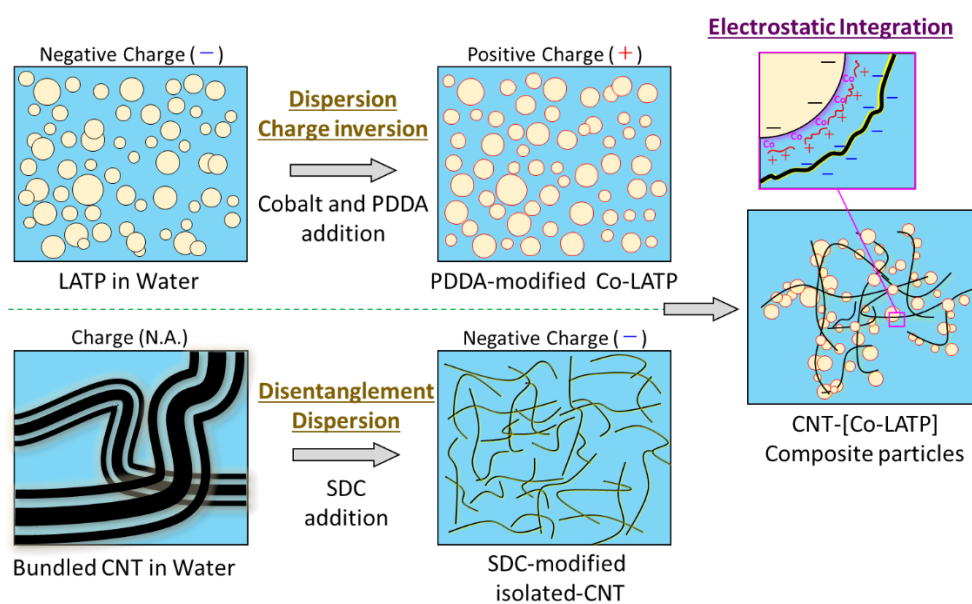 Negative Charge (−)
LATP in Water
Dispersion
Charge inversion
Cobalt and PDDA
addition
Positive Charge (+)
PDDA-modified Co-LATP
Charge (N.A.)
Bundled CNT in Water
Disentanglement
Dispersion
SDC
addition
Negative Charge (−)
SDC-modified
isolated-CNT
Electrostatic Integration
Co
Co
Co
Co
Co
CNT-[Co-LATP]
Composite particles